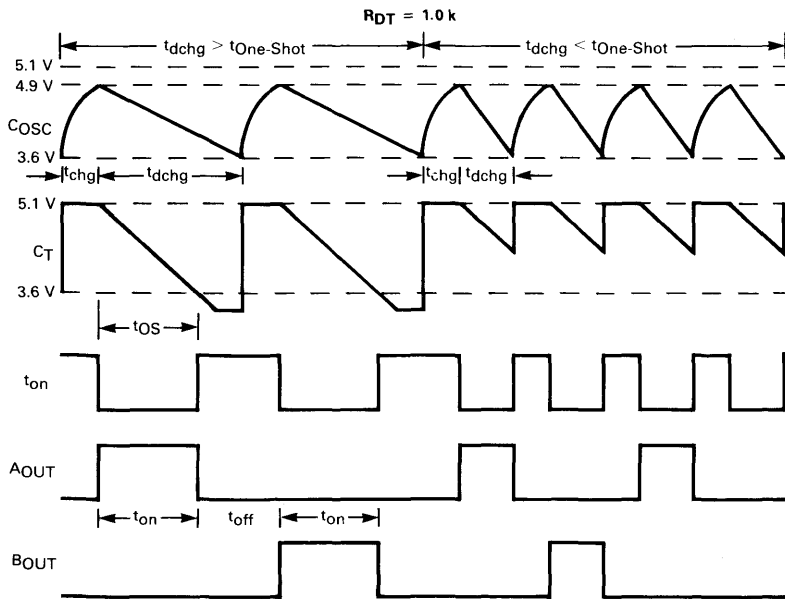 RDT = 1.0 k
tdchg > tOne-Shot
tdchg < tOne-Shot
5.1 V
4.9 V
COSC
3.6 V
tchg
tdchg
tchg
tdchg
5.1 V
CT
3.6 V
tOS
ton
AOUT
ton
toff
ton
BOUT